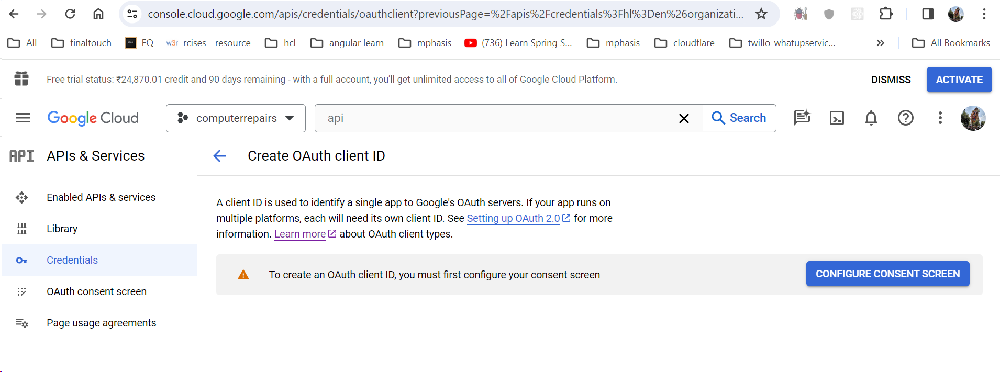 console.cloud.google.com/apis/credentials/oauthclient?previousPage=%2Fapis%2Fcredentials%3Fhl%3Den%26organizati...
All finaltouch FQ w3r rcises - resource hcl angular learn mphasis (736) Learn Spring S... mphasis cloudflare twillo-whatupservic... » All Bookmarks
Free trial status: ₹24,870.01 credit and 90 days remaining - with a full account, you'll get unlimited access to all of Google Cloud Platform. DISMISS ACTIVATE
Google Cloud computerrepairs api Search
API APIs & Services
Create OAuth client ID
Enabled APIs & services
Library
Credentials
OAuth consent screen
Page usage agreements
A client ID is used to identify a single app to Google's OAuth servers. If your app runs on
multiple platforms, each will need its own client ID. See Setting up OAuth 2.0 for more
information. Learn more about OAuth client types.
To create an OAuth client ID, you must first configure your consent screen CONFIGURE CONSENT SCREEN